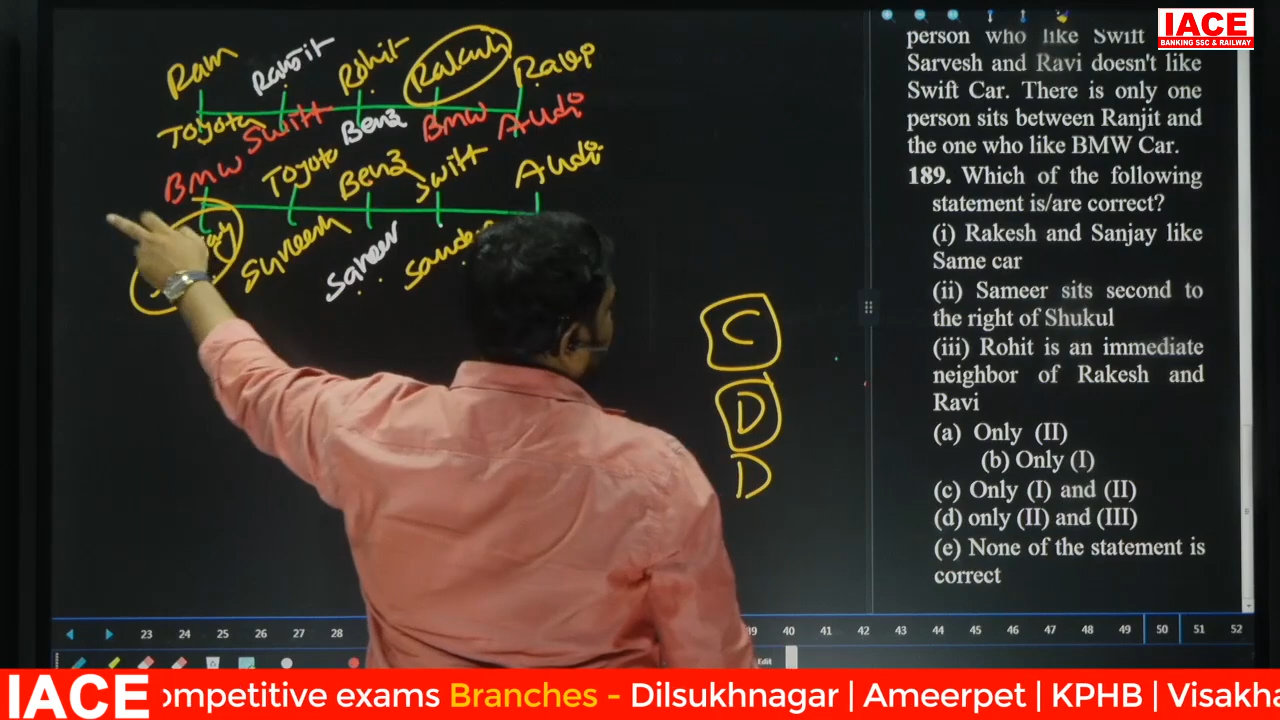 IACE
BANKING SSC & RAILWAY
Ram Ranjit Rohit Rakesh Ravi
Toyota Swift Benz BMW Audi
BMW Toyota Benz Swift Audi
Sureesh Sameer
person who like Swift
Sarvesh and Ravi doesn't like
Swift Car. There is only one
person sits between Ranjit and
the one who like BMW Car.
189. Which of the following
statement is/are correct?
(i) Rakesh and Sanjay like
Same car
(ii) Sameer sits second to
the right of Shukul
(iii) Rohit is an immediate
neighbor of Rakesh and
Ravi
(a) Only (II)
(b) Only (I)
(c) Only (I) and (II)
(d) only (II) and (III)
(e) None of the statement is
correct
C
D
D
23 24 25 26 27 28 39 40 41 42 43 44 45 46 47 48 49 50 51 52
Edit
IACE ompetitive exams Branches - Dilsukhnagar | Ameerpet | KPHB | Visakha